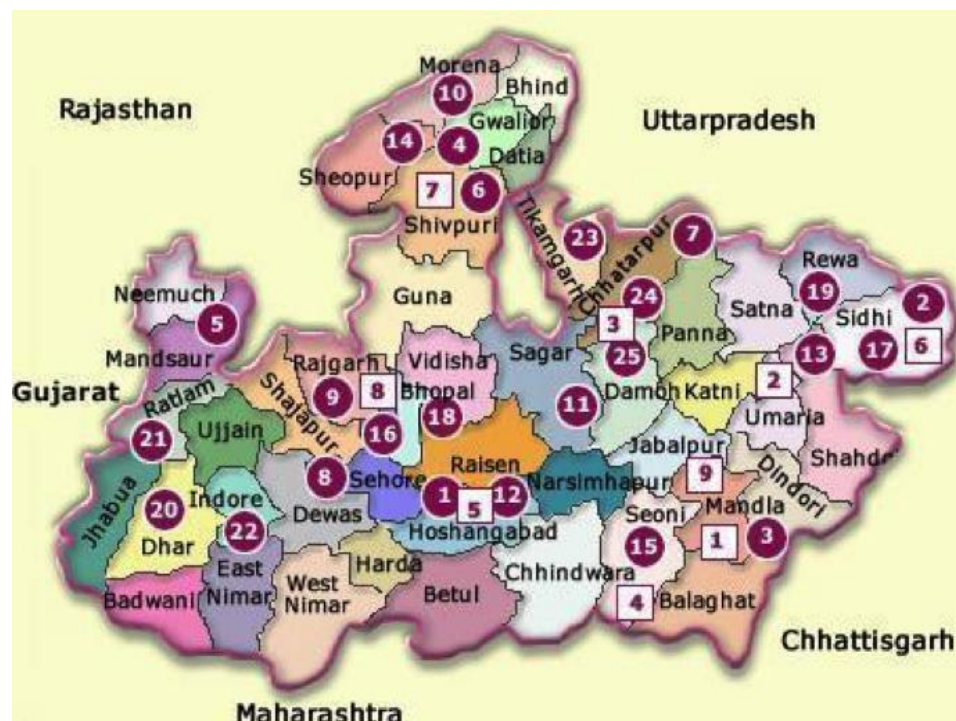 Morena
Bhind
Rajasthan
10
Gwalior
Uttarpradesh
14
4
Datia
Sheopur
7
6
Shivpuri
Tikamgarh
23
Chhatarpur
7
Rewa
Neemuch
Guna
24
Satna
19
2
5
3
Panna
Sidhi
Mandsaur
Rajgarh
Vidisha
Sagar
25
13
17
6
Gujarat
Ratlam
Shajapur
9
8
Bhopal
Damoh
Katni
2
11
Umaria
21
Ujjain
16
18
Jabalpur
Shahdr
8
Sehore
Raisen
Narsimhapur
9
Dindori
Jhabua
20
Indore
Dewas
1
5
12
Seoni
Mandla
Dhar
22
Hoshangabad
15
1
3
East
Nimar
West
Nimar
Harda
Chhindwara
Badwani
Betul
4
Balaghat
Chhattisgarh
Maharashtra